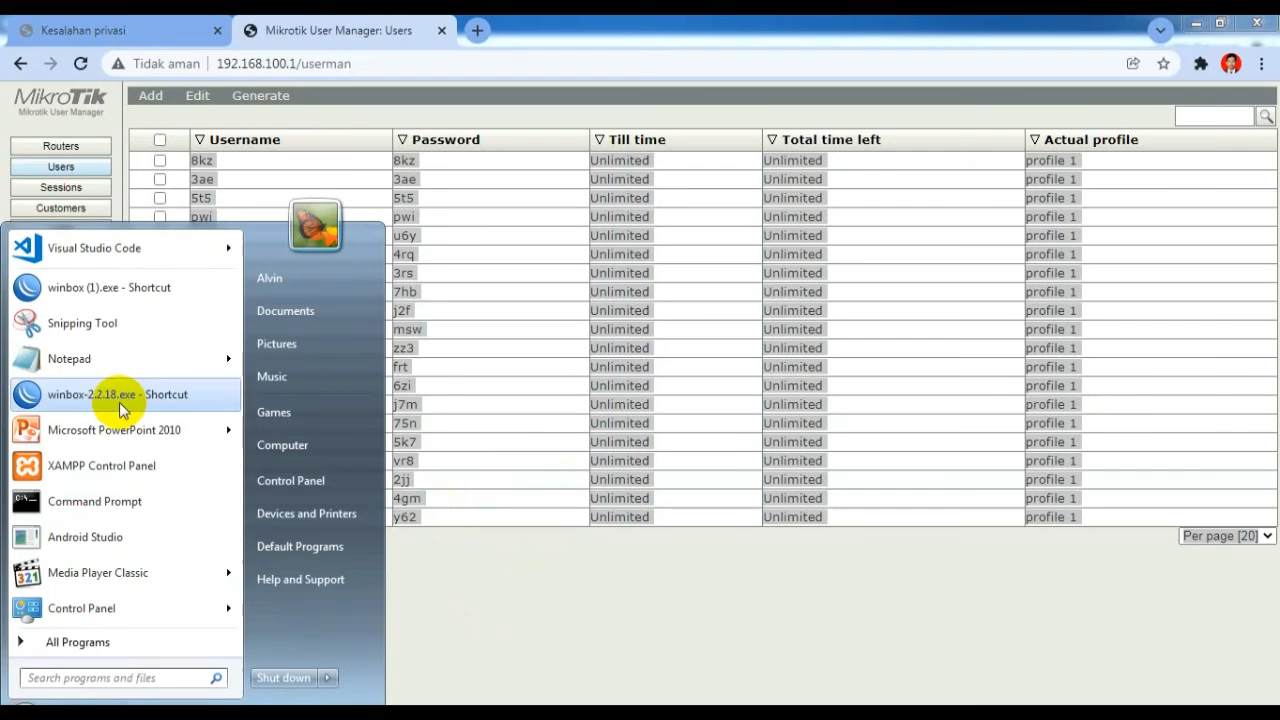 Kesalahan privasi
Mikrotik User Manager: Users
Tidak aman
192.168.100.1/userman
MikroTik
Mikrotik User Manager
Add Edit Generate
Routers
Users
Sessions
Customers
Username Password Till time Total time left Actual profile
8kz 8kz Unlimited Unlimited profile 1
3ae 3ae Unlimited Unlimited profile 1
5t5 5t5 Unlimited Unlimited profile 1
pwi pwi Unlimited Unlimited profile 1
u6y Unlimited Unlimited profile 1
4rq Unlimited Unlimited profile 1
3rs Unlimited Unlimited profile 1
7hb Unlimited Unlimited profile 1
j2f Unlimited Unlimited profile 1
msw Unlimited Unlimited profile 1
zz3 Unlimited Unlimited profile 1
frt Unlimited Unlimited profile 1
6zi Unlimited Unlimited profile 1
j7m Unlimited Unlimited profile 1
75n Unlimited Unlimited profile 1
5k7 Unlimited Unlimited profile 1
vr8 Unlimited Unlimited profile 1
2jj Unlimited Unlimited profile 1
4gm Unlimited Unlimited profile 1
y62 Unlimited Unlimited profile 1
Per page [20]
Visual Studio Code
winbox (1).exe - Shortcut
Snipping Tool
Notepad
winbox-2.2.18.exe - Shortcut
Microsoft PowerPoint 2010
XAMPP Control Panel
Command Prompt
Android Studio
Media Player Classic
Control Panel
All Programs
Search programs and files
Alvin
Documents
Pictures
Music
Games
Computer
Control Panel
Devices and Printers
Default Programs
Help and Support
Shut down